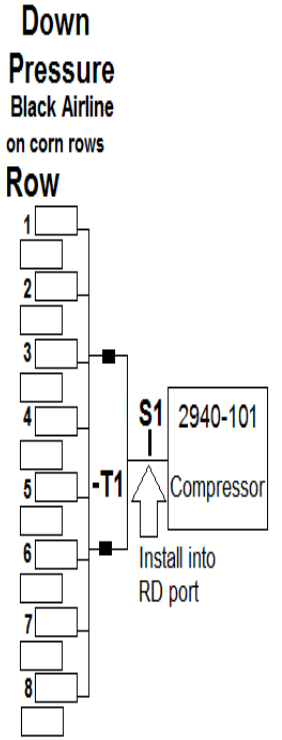 Down
Pressure
Black Airline
on corn rows
Row
1
2
3
4
5
6
7
8
-T1
S1
2940-101
Compressor
Install into
RD port